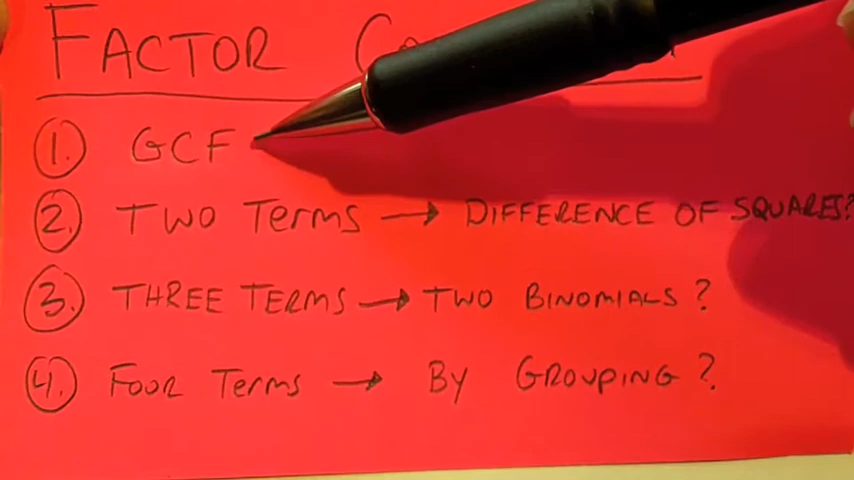 FACTOR
1. GCF
2. TWO TERMS → DIFFERENCE OF SQUARES?
3. THREE TERMS → TWO BINOMIALS?
4. FOUR TERMS → BY GROUPING?